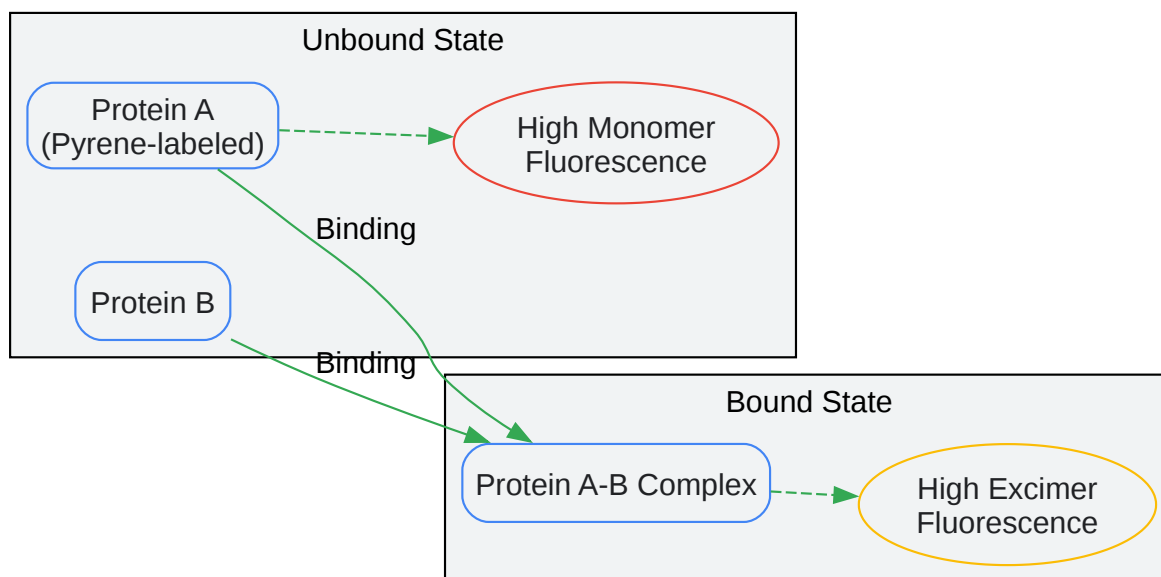 Unbound State
Protein A
(Pyrene-labeled)
High Monomer
Fluorescence
Binding
Protein B
Binding
Bound State
Protein A-B Complex
High Excimer
Fluorescence